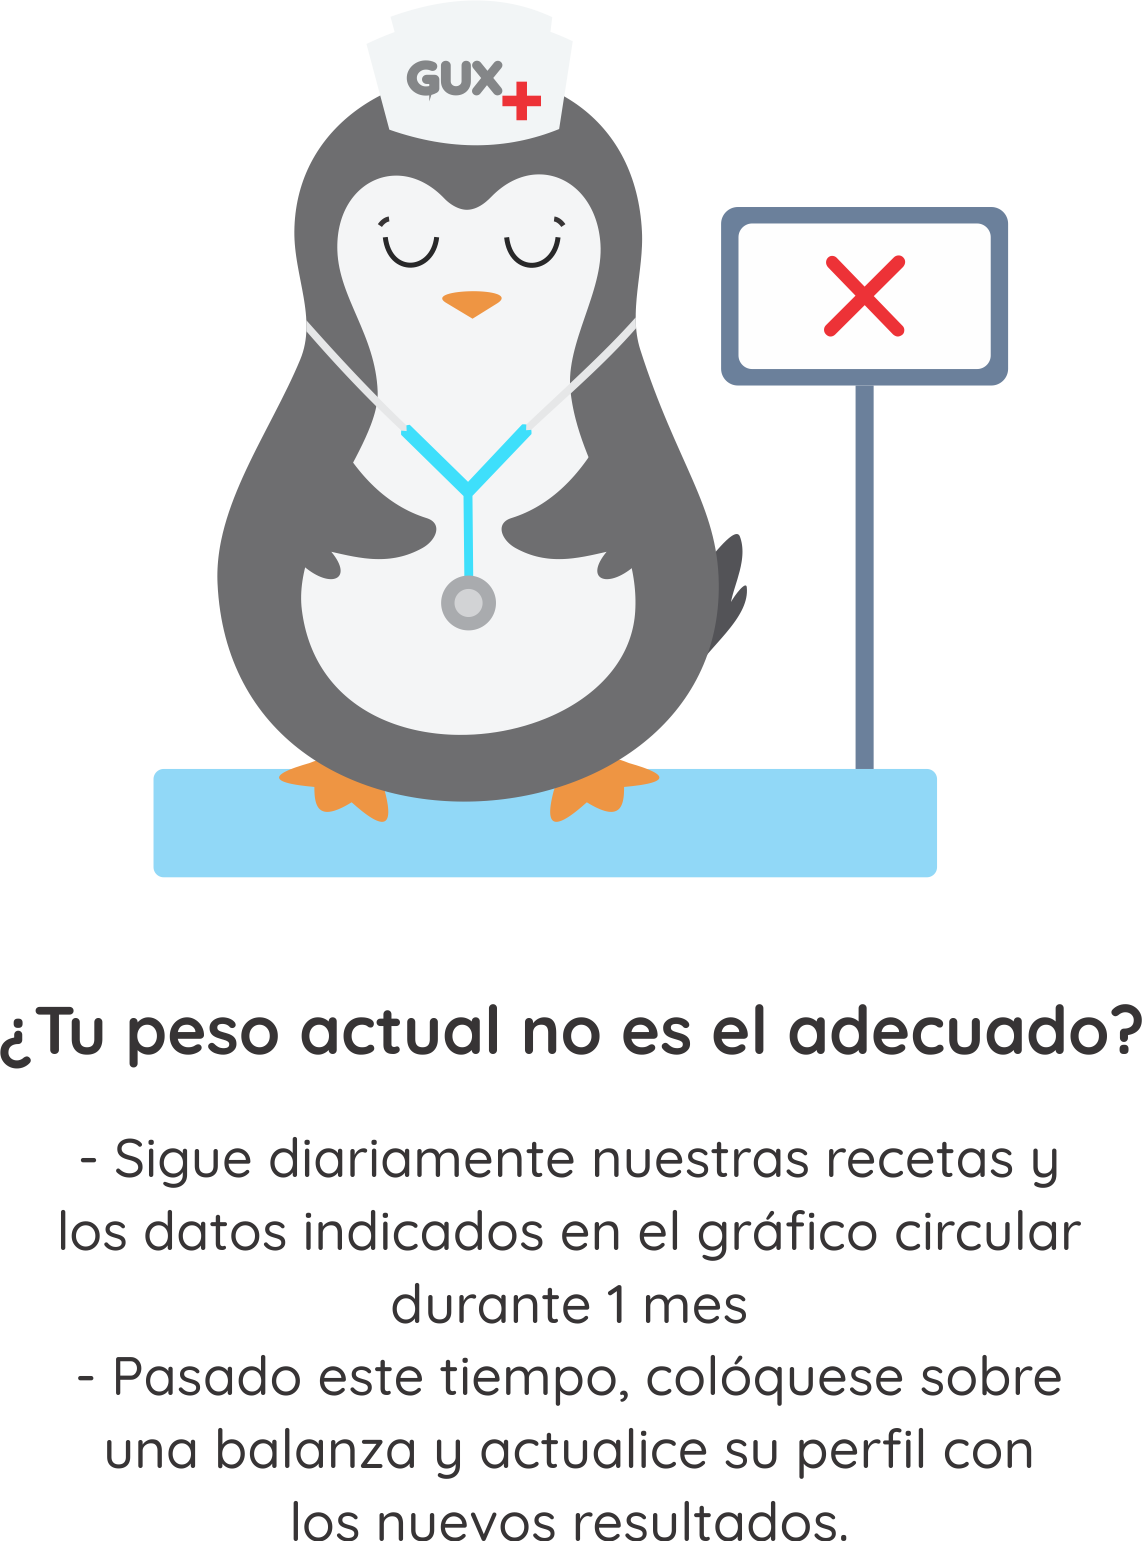 GUX
¿Tu peso actual no es el adecuado?
- Sigue diariamente nuestras recetas y
los datos indicados en el gráfico circular
durante 1 mes
- Pasado este tiempo, colóquese sobre
una balanza y actualice su perfil con
los nuevos resultados.